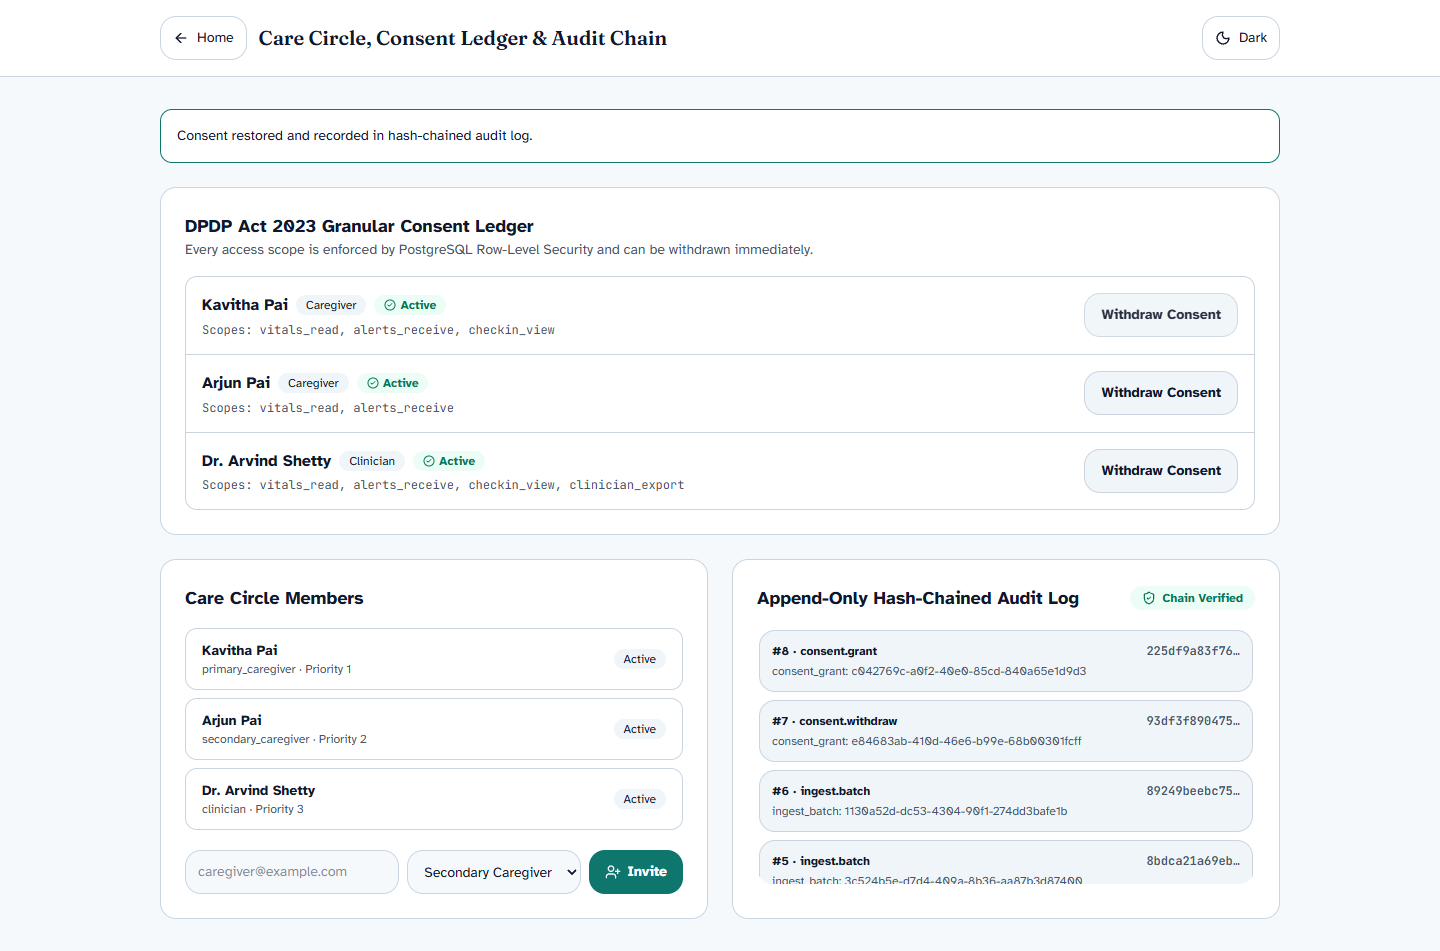 Home
Care Circle, Consent Ledger & Audit Chain
Dark
Consent restored and recorded in hash-chained audit log.
DPDP Act 2023 Granular Consent Ledger
Every access scope is enforced by PostgreSQL Row-Level Security and can be withdrawn immediately.
Kavitha Pai Caregiver Active
Scopes: vitals_read, alerts_receive, checkin_view
Withdraw Consent
Arjun Pai Caregiver Active
Scopes: vitals_read, alerts_receive
Withdraw Consent
Dr. Arvind Shetty Clinician Active
Scopes: vitals_read, alerts_receive, checkin_view, clinician_export
Withdraw Consent
Care Circle Members
Kavitha Pai
primary_caregiver · Priority 1
Active
Arjun Pai
secondary_caregiver · Priority 2
Active
Dr. Arvind Shetty
clinician · Priority 3
Active
caregiver@example.com
Secondary Caregiver
Invite
Append-Only Hash-Chained Audit Log
Chain Verified
#8 · consent.grant
225df9a83f76…
consent_grant: c042769c-a0f2-40e0-85cd-840a65e1d9d3
#7 · consent.withdraw
93df3f890475…
consent_grant: e84683ab-410d-46e6-b99e-68b00301fcff
#6 · ingest.batch
89249beebc75…
ingest_batch: 1130a52d-dc53-4304-90f1-274dd3bafe1b
#5 · ingest.batch
8bdca21a69eb…
ingest_batch: 3c524b5e-d7d4-409a-8b36-aa87b3d87400